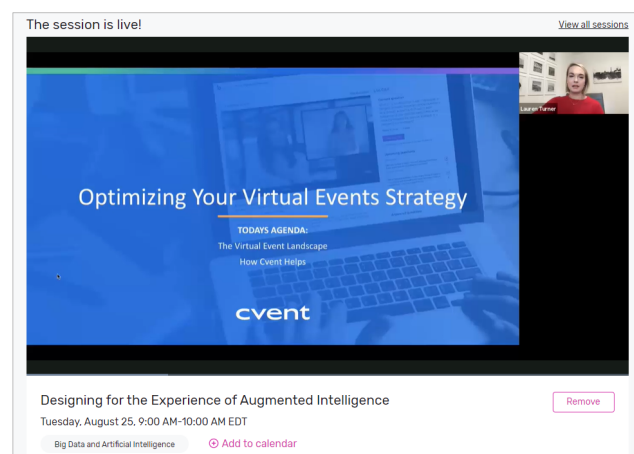 The session is live!
View all sessions
Lauren Turner
Optimizing Your Virtual Events Strategy
TODAYS AGENDA:
The Virtual Event Landscape
How Cvent Helps
cvent
Designing for the Experience of Augmented Intelligence
Remove
Tuesday, August 25, 9:00 AM-10:00 AM EDT
Big Data and Artificial Intelligence
Add to calendar